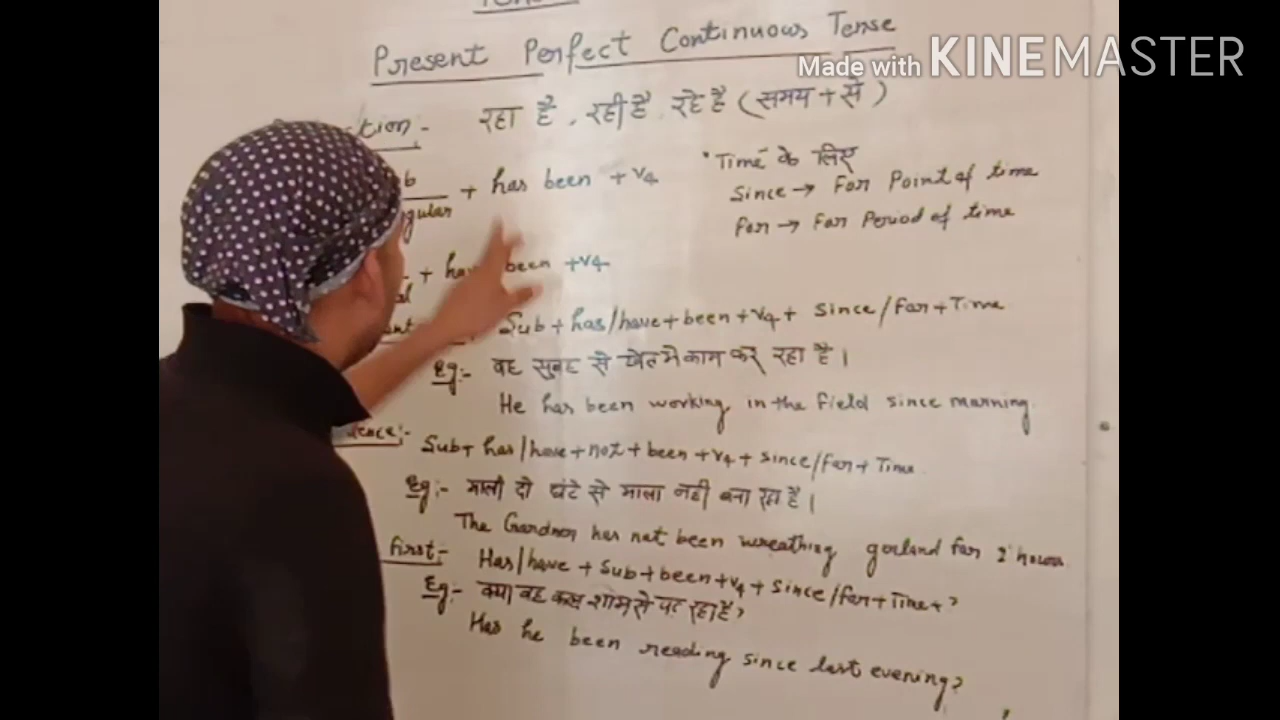 Present Perfect Continuous Tense
Made with KINEMASTER
रहा है, रही है, रहे है (समय + से)
"Time" के लिए
+ has been + V4
Since → For Point of time
For → For Period of time
+ have been + V4
Sub + has/have + been + V4 + since/for + Time
Eg:- वह सुबह से खेत मे काम कर रहा है।
He has been working in the field since morning.
Sub + has/have + not + been + V4 + since/for + Time
Eg:- माली दो घंटे से माला नही बना रहा है।
The Gardner has not been wreathing gorland for 2 hours
First:- Has/have + Sub + been + V4 + since/for + Time + ?
Eg:- क्या वह कल शाम से पढ़ रहा है?
Has he been reading since last evening?